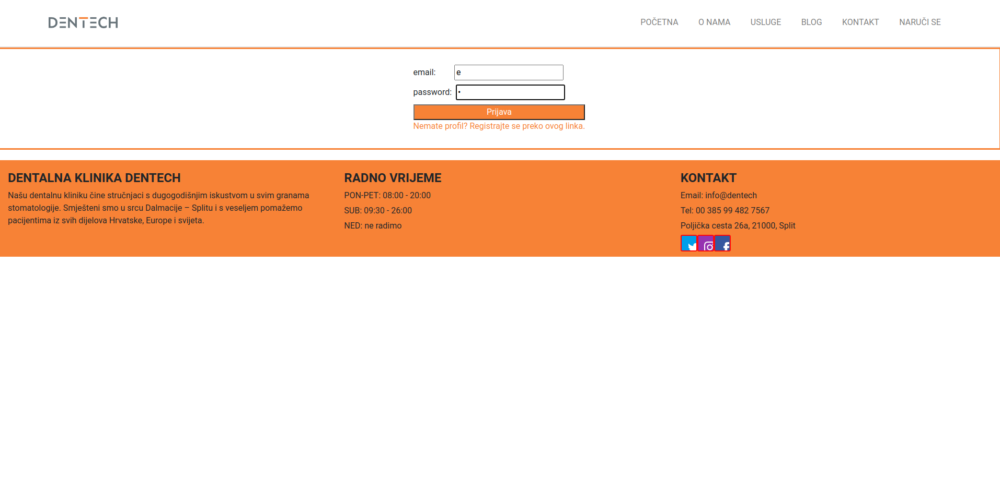 DENTECH
POČETNA O NAMA USLUGE BLOG KONTAKT NARUČI SE
email: e
password: •
Prijava
Nemate profil? Registrajte se preko ovog linka.
DENTALNA KLINIKA DENTECH
Našu dentalnu kliniku čine stručnjaci s dugogodišnjim iskustvom u svim granama
stomatologije. Smješteni smo u srcu Dalmacije – Splitu i s veseljem pomažemo
pacijentima iz svih dijelova Hrvatske, Europe i svijeta.
RADNO VRIJEME
PON-PET: 08:00 - 20:00
SUB: 09:30 - 26:00
NED: ne radimo
KONTAKT
Email: info@dentech
Tel: 00 385 99 482 7567
Poljička cesta 26a, 21000, Split